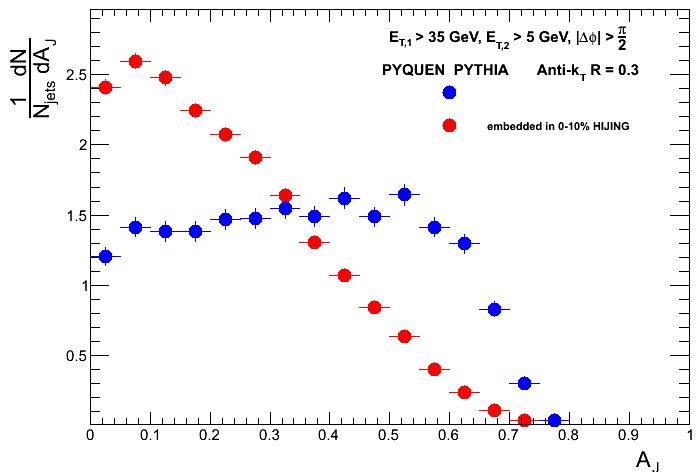 E_T,1 > 35 GeV, E_T,2 > 5 GeV, |Δϕ| > π/2
PYQUEN PYTHIA Anti-k_T R = 0.3
embedded in 0-10% HIJING
1/N_jets dN/dA_J
2.5
2
1.5
1
0.5
0 0.1 0.2 0.3 0.4 0.5 0.6 0.7 0.8 0.9 1
A_J